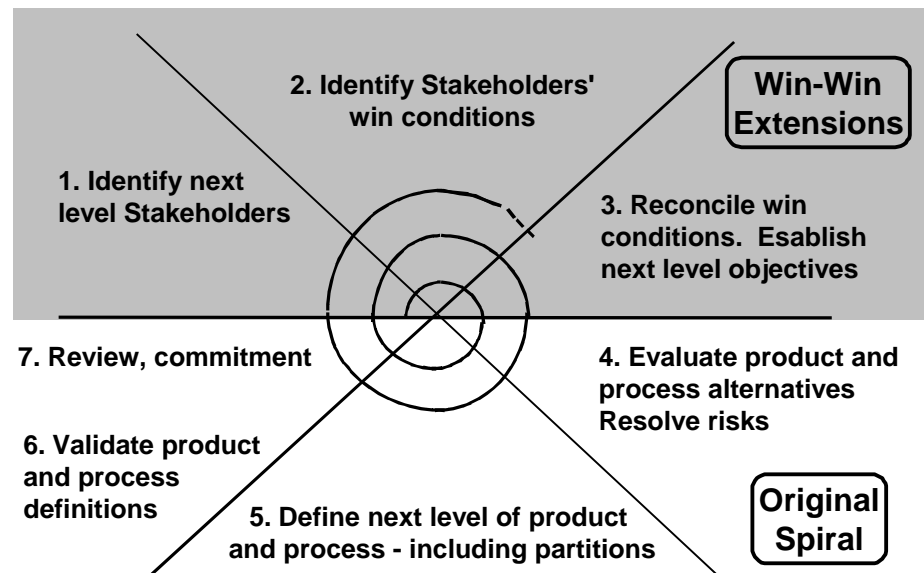 2. Identify Stakeholders'
win conditions
Win-Win
Extensions
1. Identify next
level Stakeholders
3. Reconcile win
conditions.  Esablish
next level objectives
7. Review, commitment
4. Evaluate product and
process alternatives
Resolve risks
6. Validate product
and process
definitions
5. Define next level of product
and process - including partitions
Original
Spiral